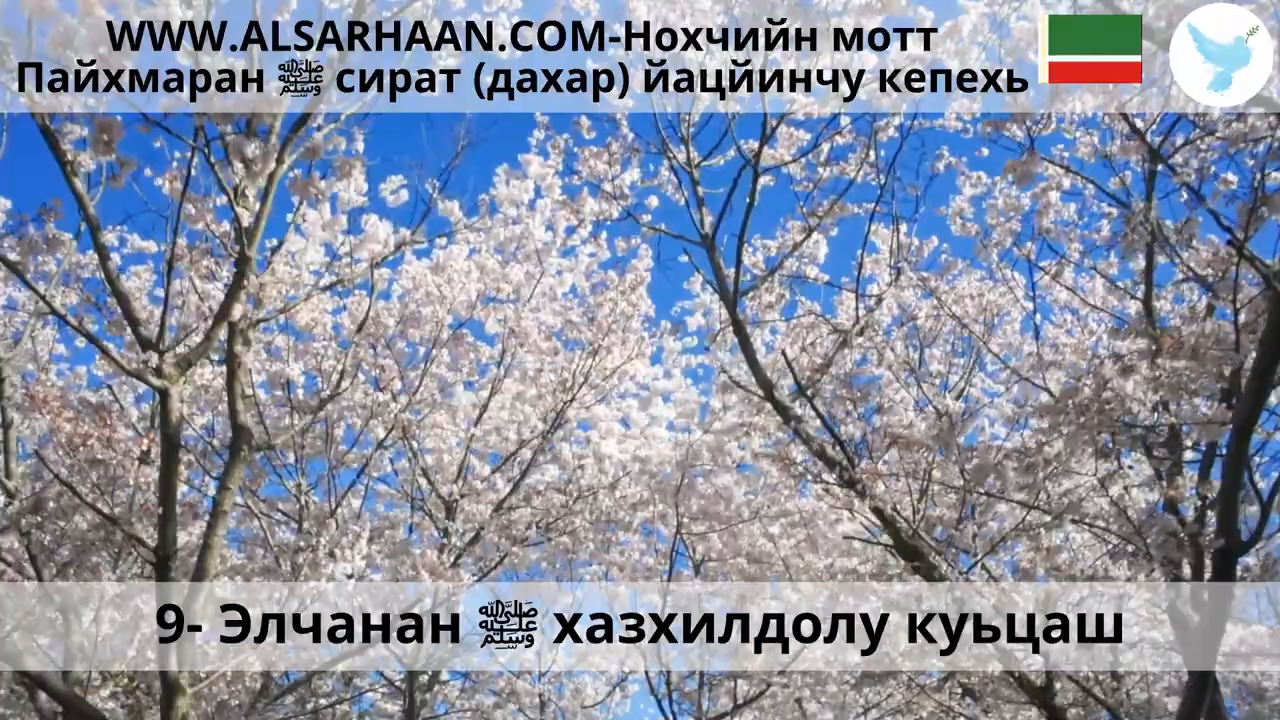 WWW.ALSARHAAN.COM-Нохчийн мотт
Пайхмаран ﷺ сират (дахар) йацйинчу кепехь
9- Элчанан ﷺ хазхилдолу куьцаш